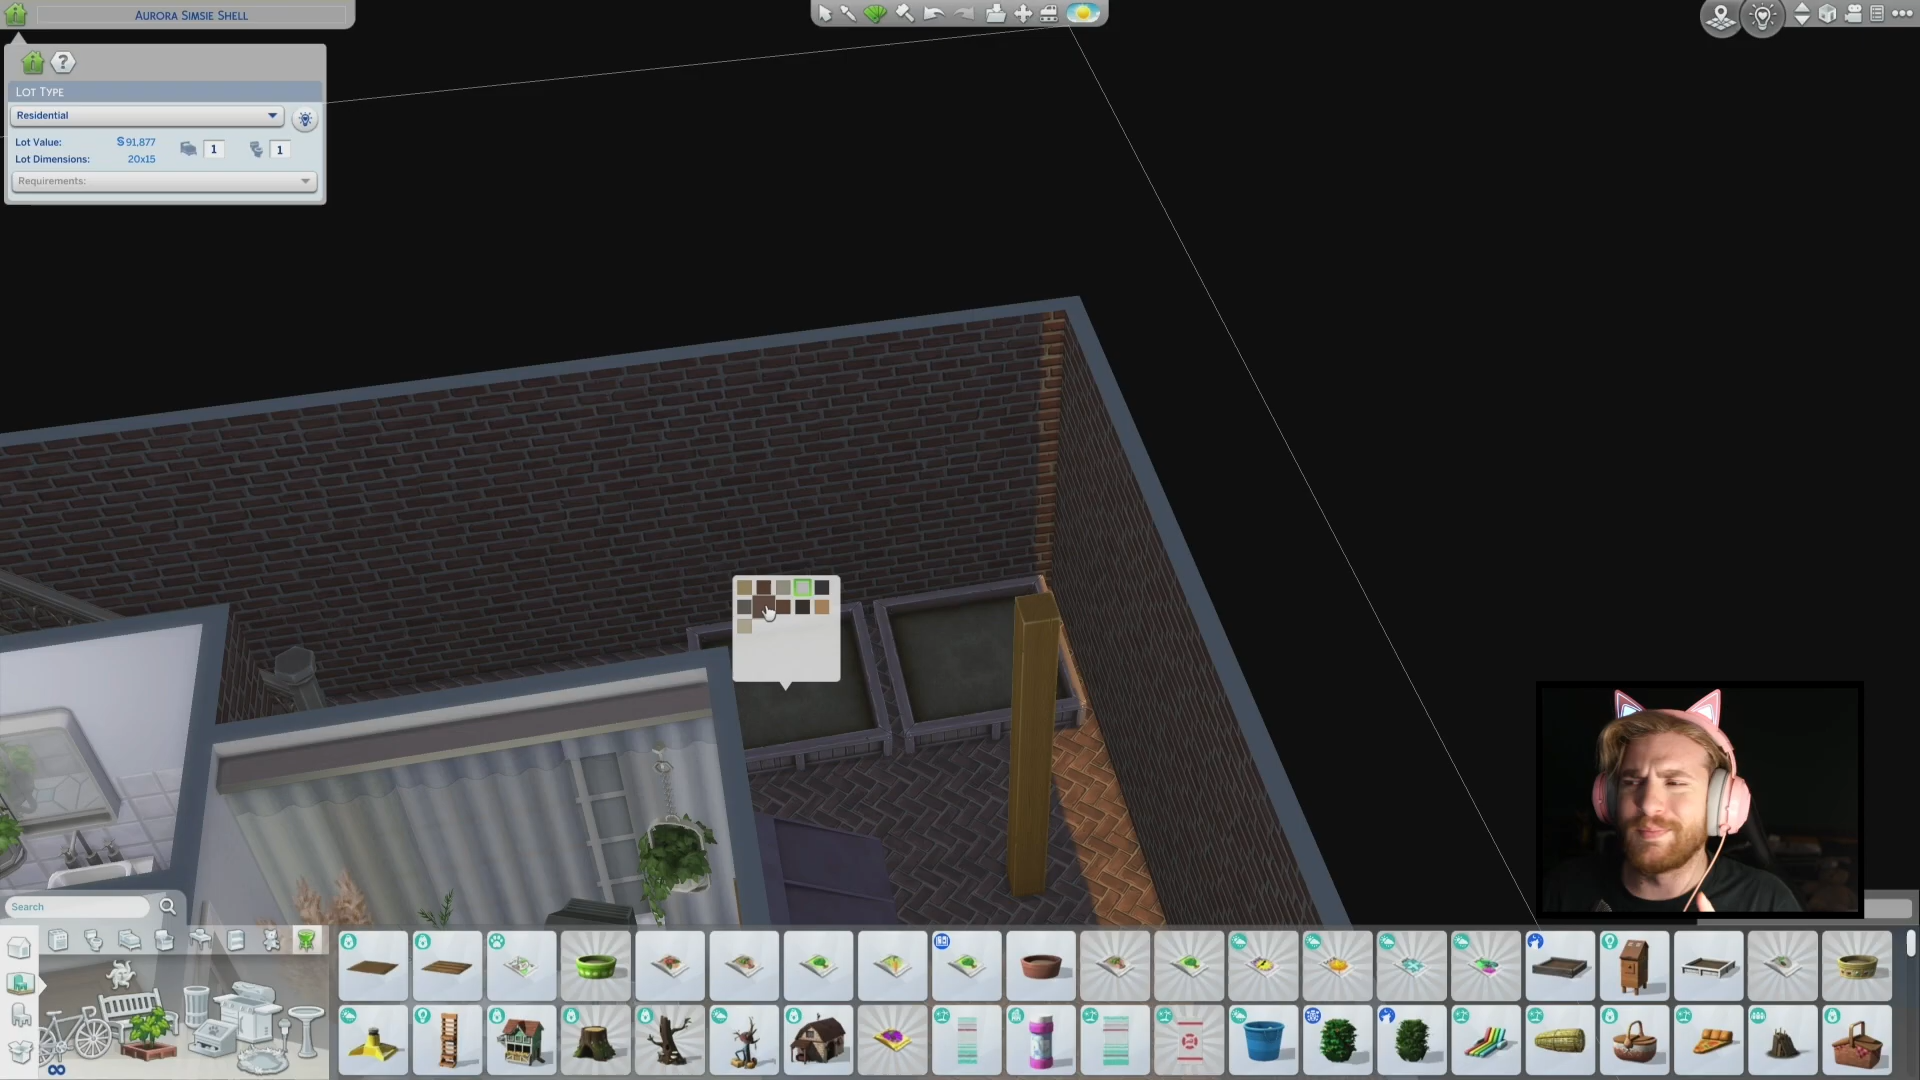 AURORA SIMSIE SHELL
?
LOT TYPE
Residential
Lot Value: §91,877 1 1
Lot Dimensions: 20x15
Requirements:
Search